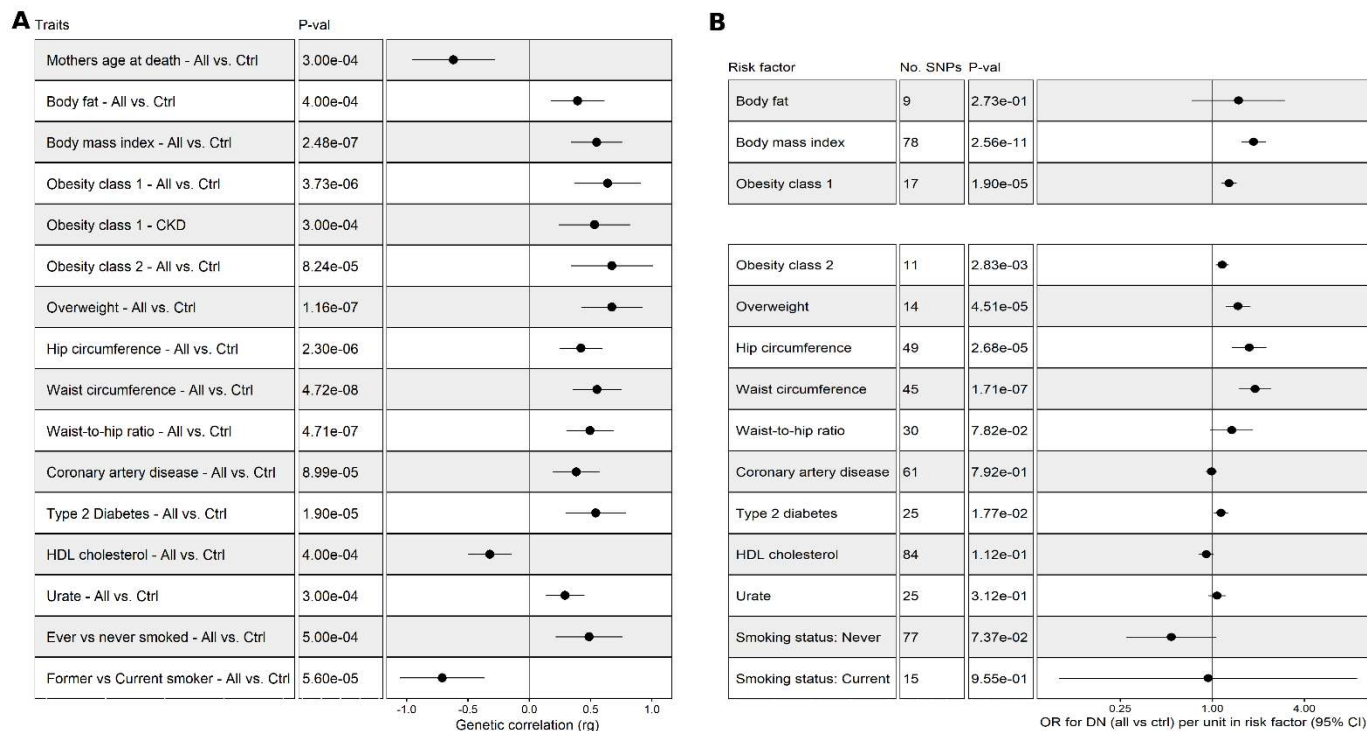 A
Traits P-val
Mothers age at death - All vs. Ctrl 3.00e-04
Body fat - All vs. Ctrl 4.00e-04
Body mass index - All vs. Ctrl 2.48e-07
Obesity class 1 - All vs. Ctrl 3.73e-06
Obesity class 1 - CKD 3.00e-04
Obesity class 2 - All vs. Ctrl 8.24e-05
Overweight - All vs. Ctrl 1.16e-07
Hip circumference - All vs. Ctrl 2.30e-06
Waist circumference - All vs. Ctrl 4.72e-08
Waist-to-hip ratio - All vs. Ctrl 4.71e-07
Coronary artery disease - All vs. Ctrl 8.99e-05
Type 2 Diabetes - All vs. Ctrl 1.90e-05
HDL cholesterol - All vs. Ctrl 4.00e-04
Urate - All vs. Ctrl 3.00e-04
Ever vs never smoked - All vs. Ctrl 5.00e-04
Former vs Current smoker - All vs. Ctrl 5.60e-05
-1.0 -0.5 0.0 0.5 1.0
Genetic correlation (rg)
B
Risk factor No. SNPs P-val
Body fat 9 2.73e-01
Body mass index 78 2.56e-11
Obesity class 1 17 1.90e-05
Obesity class 2 11 2.83e-03
Overweight 14 4.51e-05
Hip circumference 49 2.68e-05
Waist circumference 45 1.71e-07
Waist-to-hip ratio 30 7.82e-02
Coronary artery disease 61 7.92e-01
Type 2 diabetes 25 1.77e-02
HDL cholesterol 84 1.12e-01
Urate 25 3.12e-01
Smoking status: Never 77 7.37e-02
Smoking status: Current 15 9.55e-01
0.25 1.00 4.00
OR for DN (all vs ctrl) per unit in risk factor (95% CI)